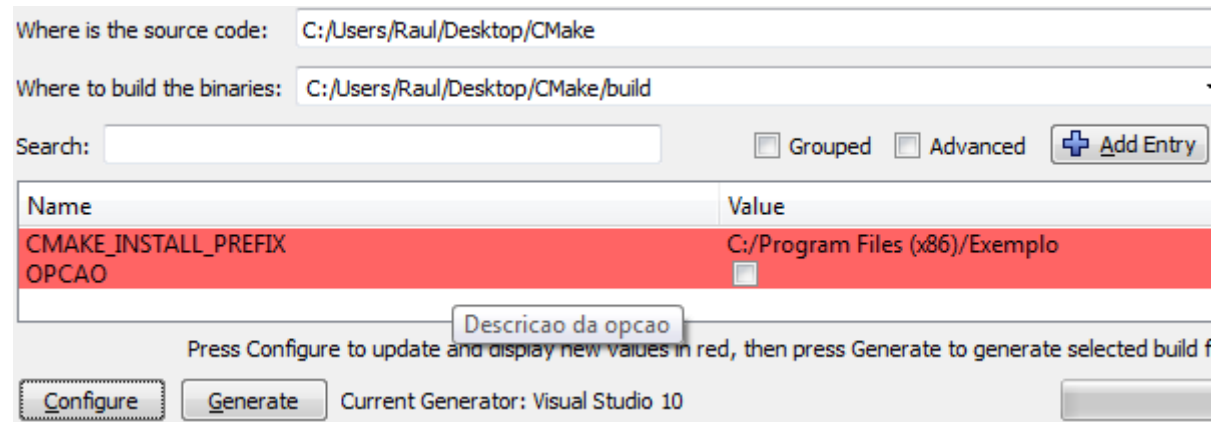 Where is the source code: C:/Users/Raul/Desktop/CMake
Where to build the binaries: C:/Users/Raul/Desktop/CMake/build
Search: Grouped Advanced Add Entry
Name Value
CMAKE_INSTALL_PREFIX C:/Program Files (x86)/Exemplo
OPCAO
Descricao da opcao
Press Configure to update and display new values in red, then press Generate to generate selected build f
Configure Generate Current Generator: Visual Studio 10